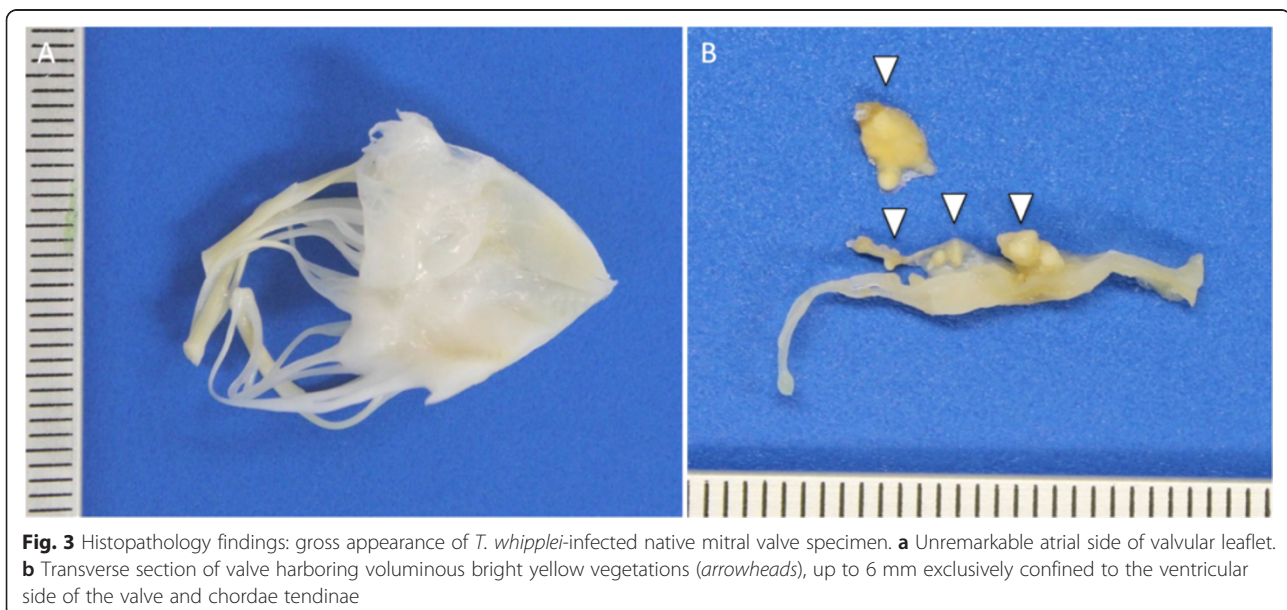 A
B
Fig. 3 Histopathology findings: gross appearance of T. whipplei-infected native mitral valve specimen. a Unremarkable atrial side of valvular leaflet.
b Transverse section of valve harboring voluminous bright yellow vegetations (arrowheads), up to 6 mm exclusively confined to the ventricular
side of the valve and chordae tendinae